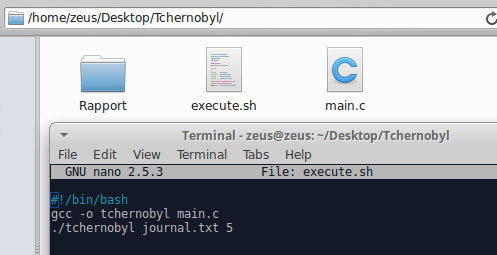 /home/zeus/Desktop/Tchernobyl/
Rapport execute.sh main.c
Terminal - zeus@zeus: ~/Desktop/Tchernobyl
File Edit View Terminal Tabs Help
GNU nano 2.5.3 File: execute.sh
#!/bin/bash
gcc -o tchernobyl main.c
./tchernobyl journal.txt 5